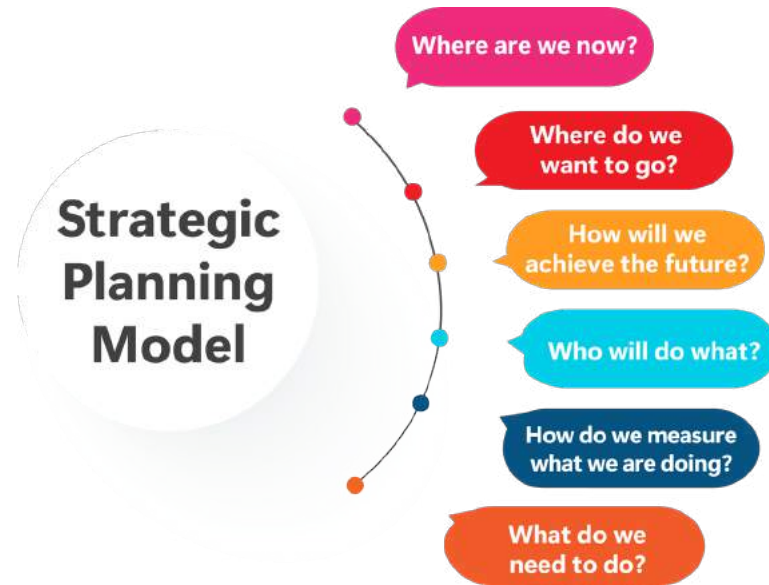 Strategic
Planning
Model
Where are we now?
Where do we
want to go?
How will we
achieve the future?
Who will do what?
How do we measure
what we are doing?
What do we
need to do?